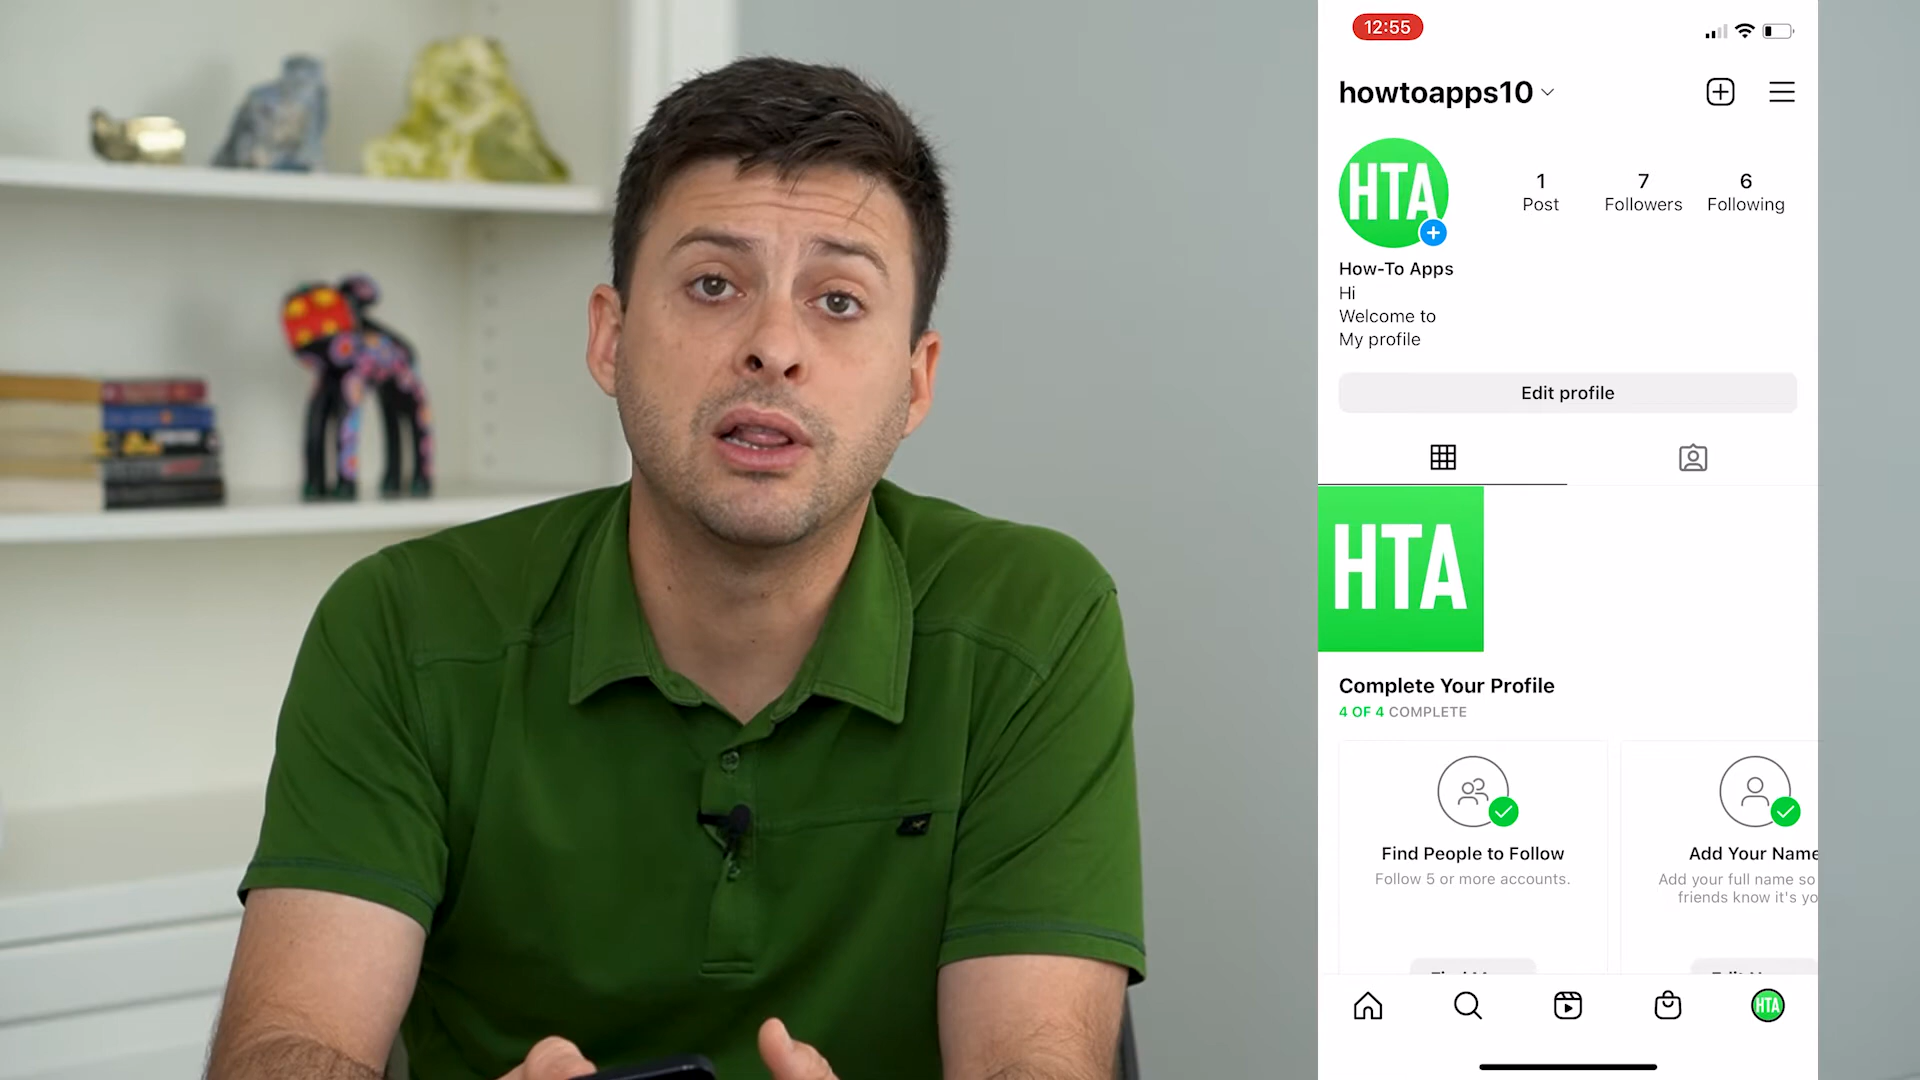 12:55
howtoapps10
HTA
1
Post
7
Followers
6
Following
How-To Apps
Hi
Welcome to
My profile
Edit profile
HTA
Complete Your Profile
4 OF 4 COMPLETE
Find People to Follow
Follow 5 or more accounts.
Add Your Name
Add your full name so
friends know it's yo
HTA